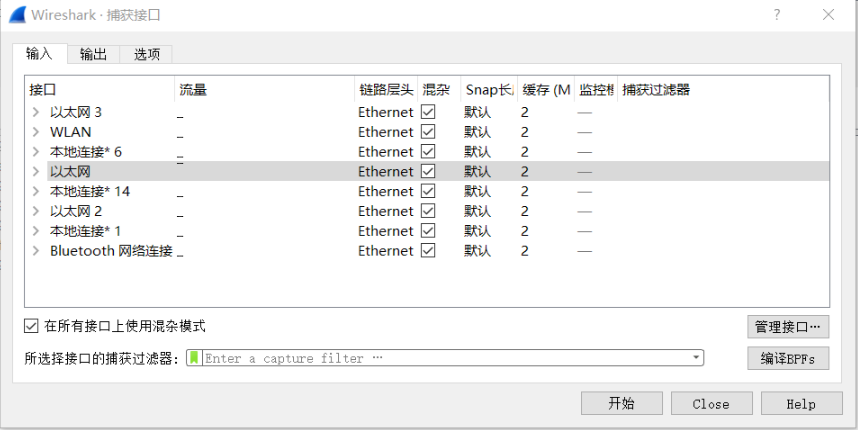 Wireshark · 捕获接口
输入 输出 选项
接口 流量 链路层头 混杂 Snap长 缓存 (M 监控模 捕获过滤器
以太网 3 _ Ethernet 默认 2 —
WLAN _ Ethernet 默认 2 —
本地连接* 6 _ Ethernet 默认 2 —
以太网 _ Ethernet 默认 2 —
本地连接* 14 _ Ethernet 默认 2 —
以太网 2 _ Ethernet 默认 2 —
本地连接* 1 _ Ethernet 默认 2 —
Bluetooth 网络连接 _ Ethernet 默认 2 —
在所有接口上使用混杂模式
管理接口…
所选择接口的捕获过滤器: Enter a capture filter …
编译BPFs
开始 Close Help